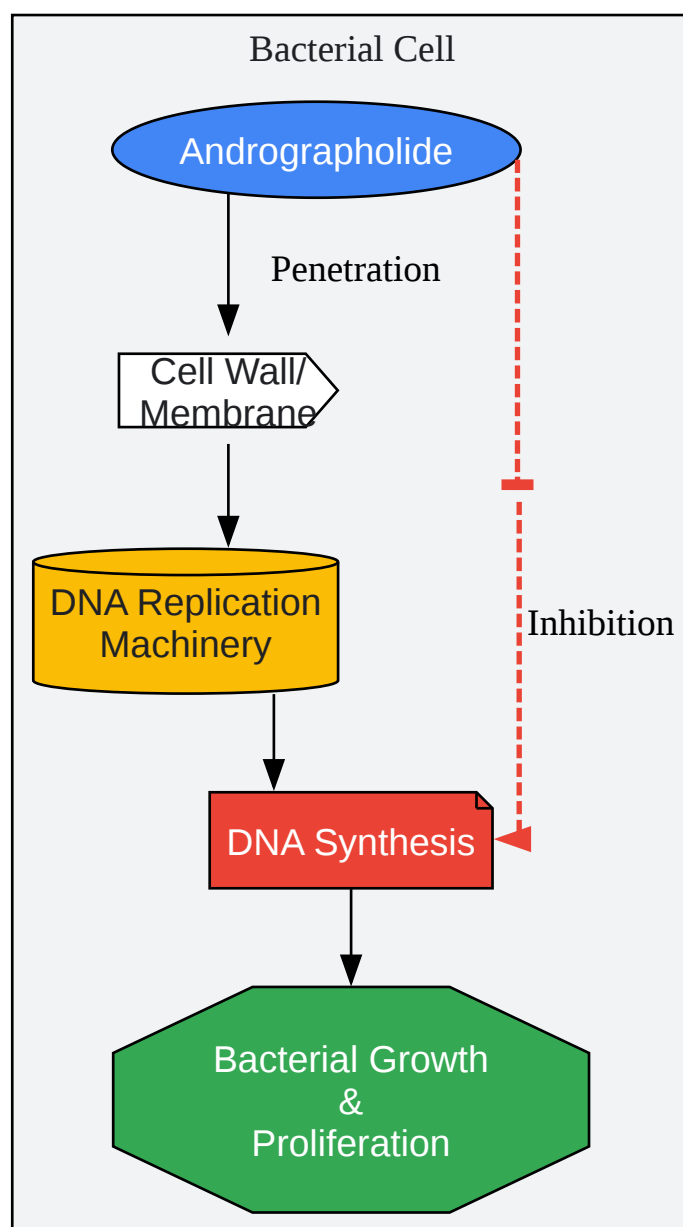 Bacterial Cell
Andrographolide
Penetration
Cell Wall/
Membrane
DNA Replication
Machinery
Inhibition
DNA Synthesis
Bacterial Growth
&
Proliferation